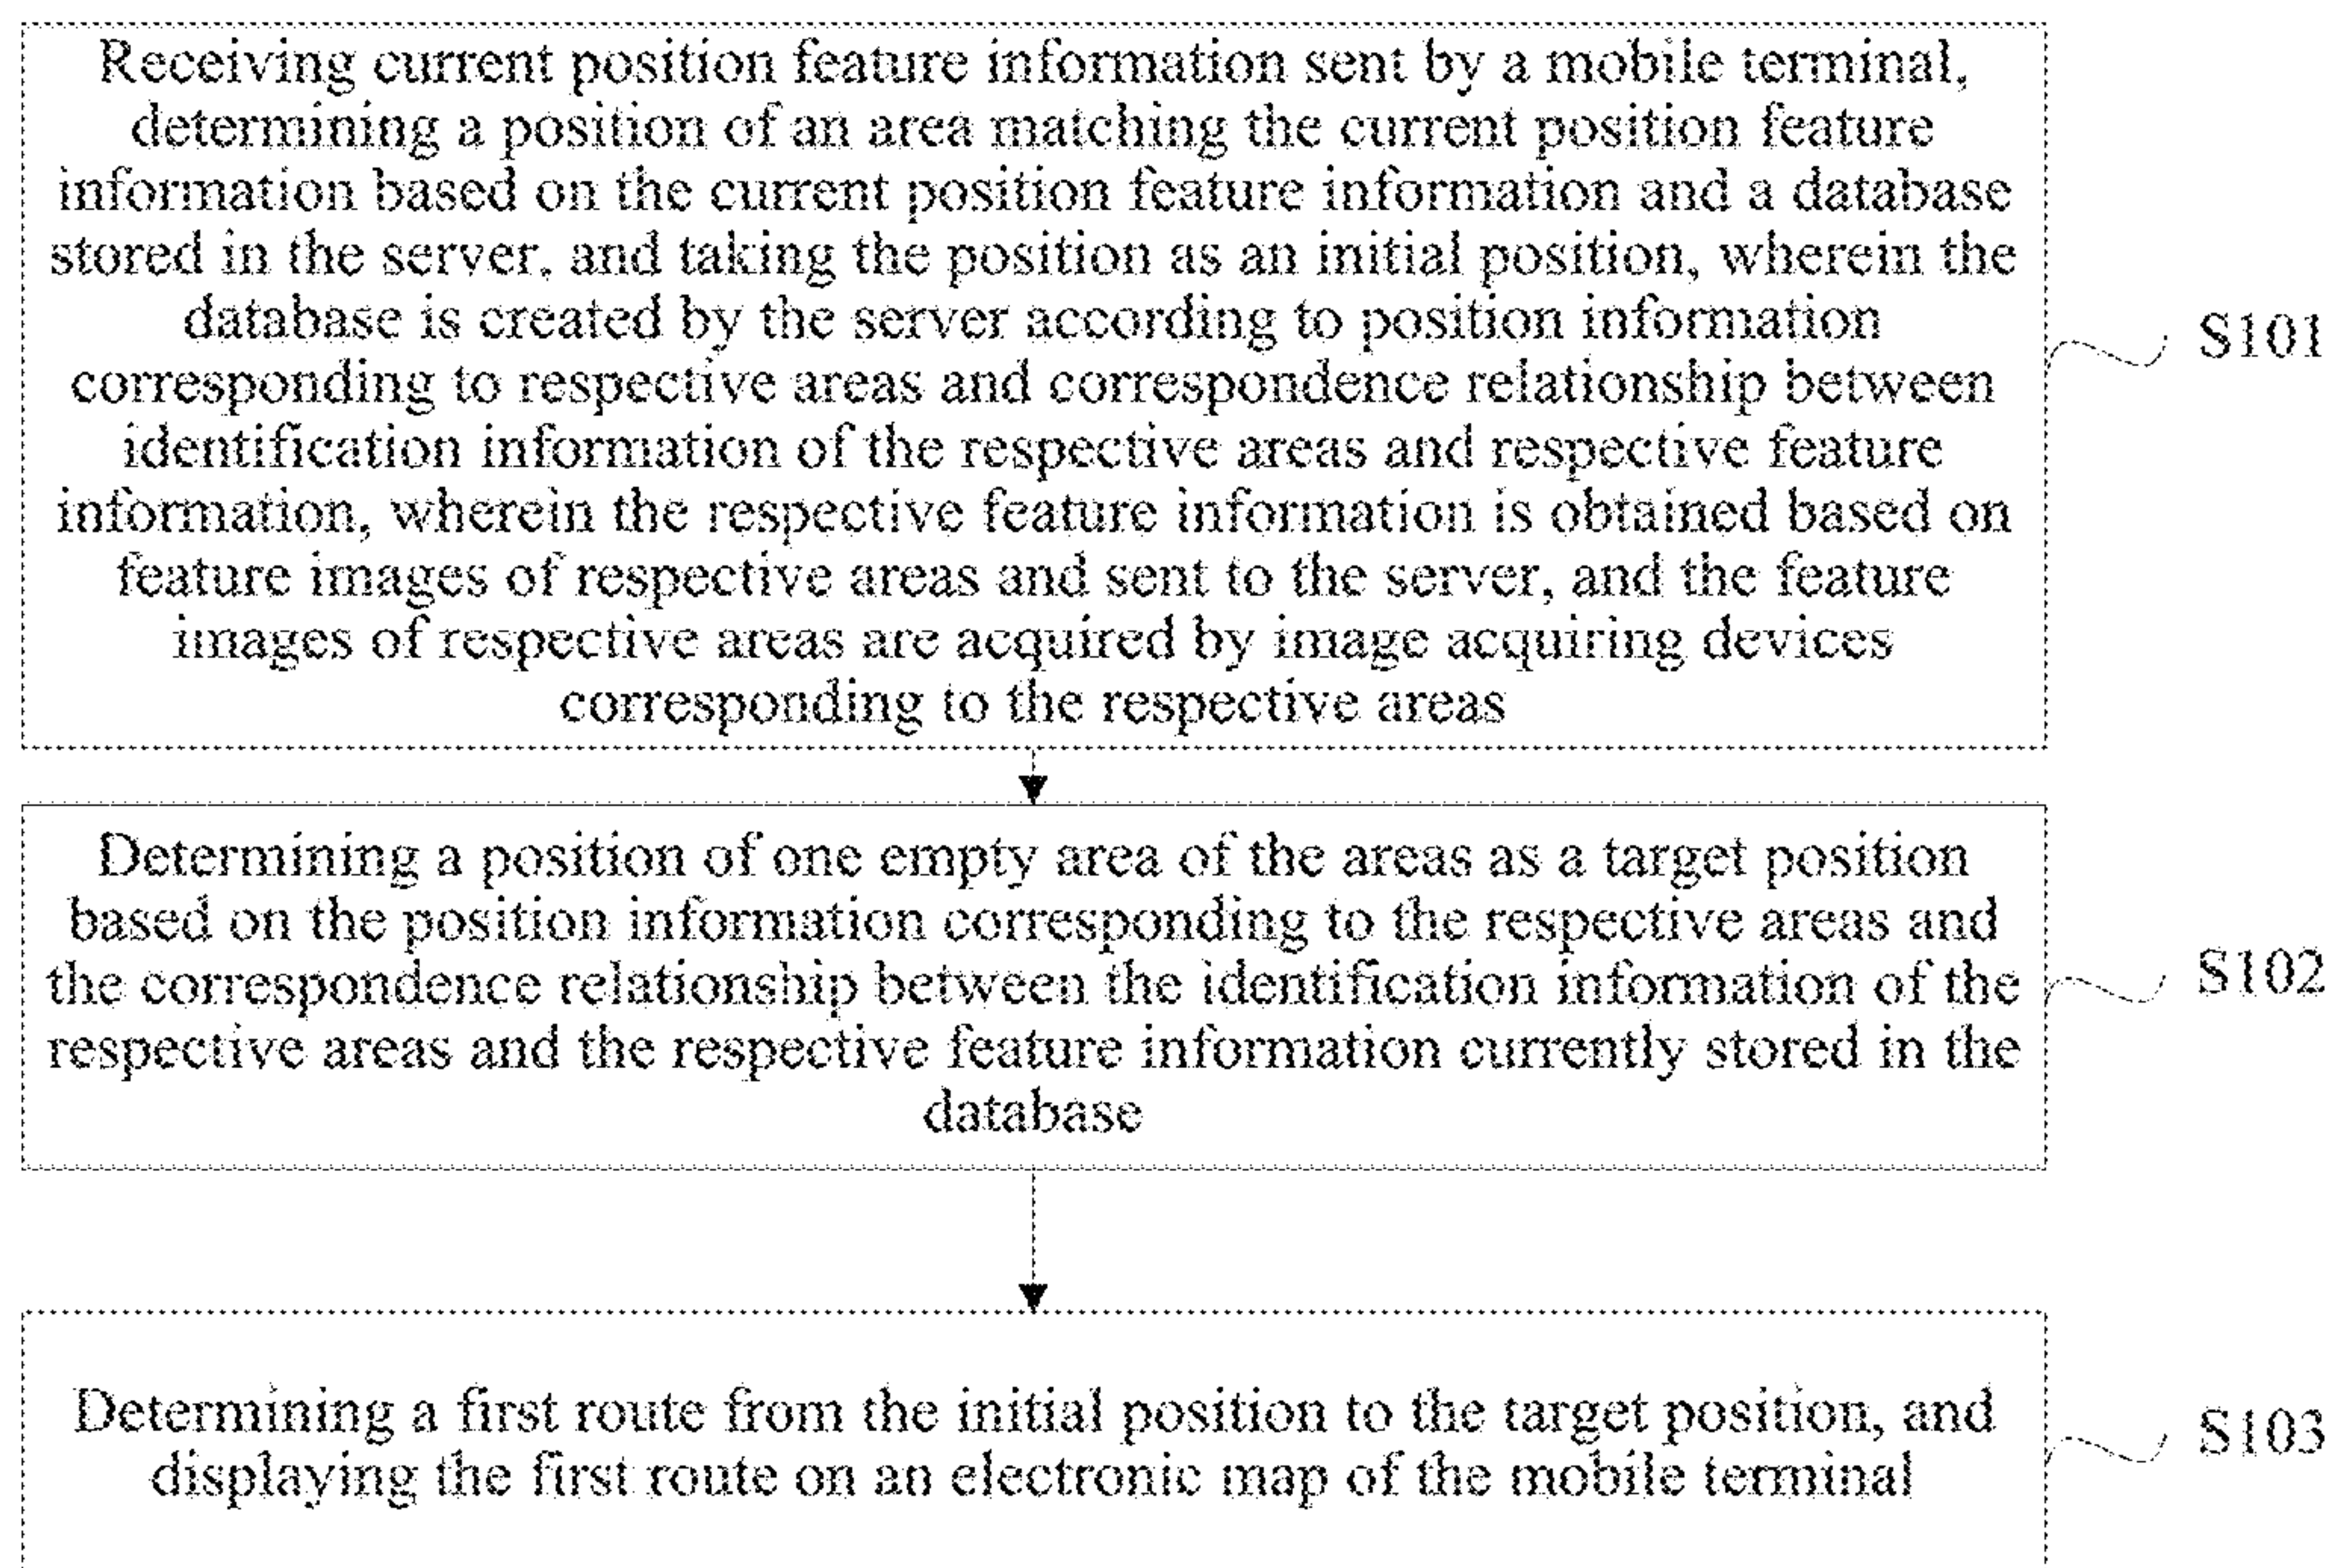 Receiving current position feature information sent by a mobile terminal,
determining a position of an area matching the current position feature
information based on the current position feature information and a database
stored in the server, and taking the position as an initial position, wherein the
database is created by the server according to position information
corresponding to respective areas and correspondence relationship between
identification information of the respective areas and respective feature
information, wherein the respective feature information is obtained based on
feature images of respective areas and sent to the server, and the feature
images of respective areas are acquired by image acquiring devices
corresponding to the respective areas
S101
Determining a position of one empty area of the areas as a target position
based on the position information corresponding to the respective areas and
the correspondence relationship between the identification information of the
respective areas and the respective feature information currently stored in the
database
S102
Determining a first route from the initial position to the target position, and
displaying the first route on an electronic map of the mobile terminal
S103